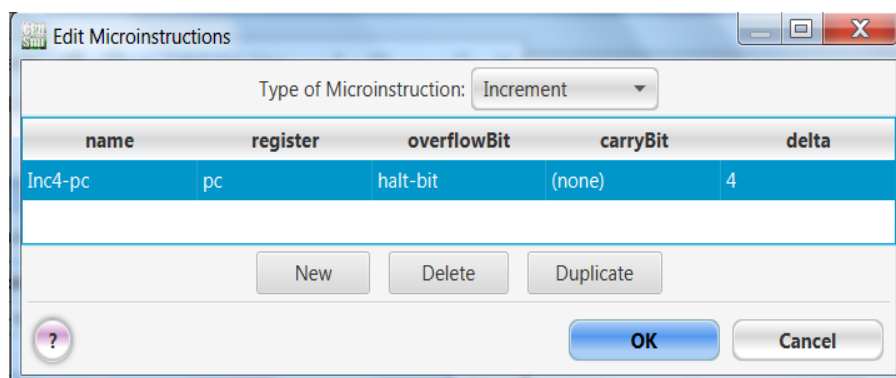 Edit Microinstructions
Type of Microinstruction: Increment
name register overflowBit carryBit delta
Inc4-pc pc halt-bit (none) 4
New Delete Duplicate
? OK Cancel